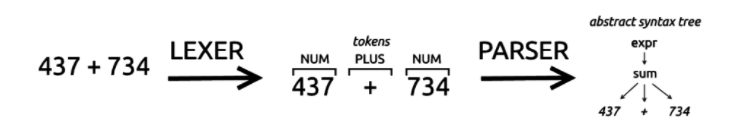 437 + 734
LEXER
tokens
NUM PLUS NUM
437 + 734
PARSER
abstract syntax tree
expr
sum
437 + 734